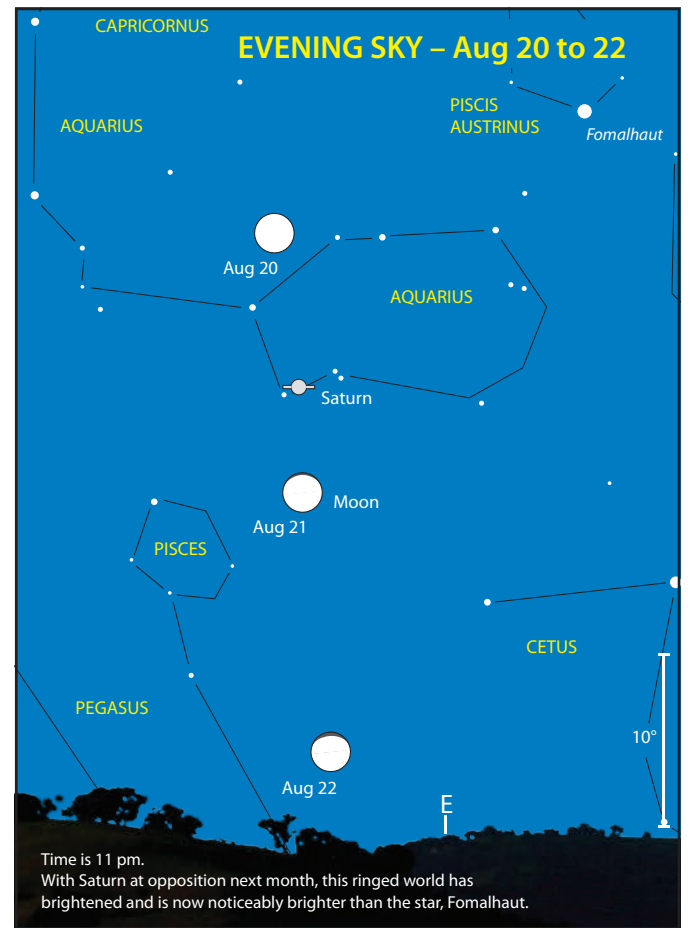 CAPRICORNUS
EVENING SKY – Aug 20 to 22
PISCIS
AUSTRINUS
AQUARIUS
Fomalhaut
Aug 20
AQUARIUS
Saturn
Moon
Aug 21
PISCES
CETUS
PEGASUS
10°
Aug 22
E
Time is 11 pm.
With Saturn at opposition next month, this ringed world has
brightened and is now noticeably brighter than the star, Fomalhaut.